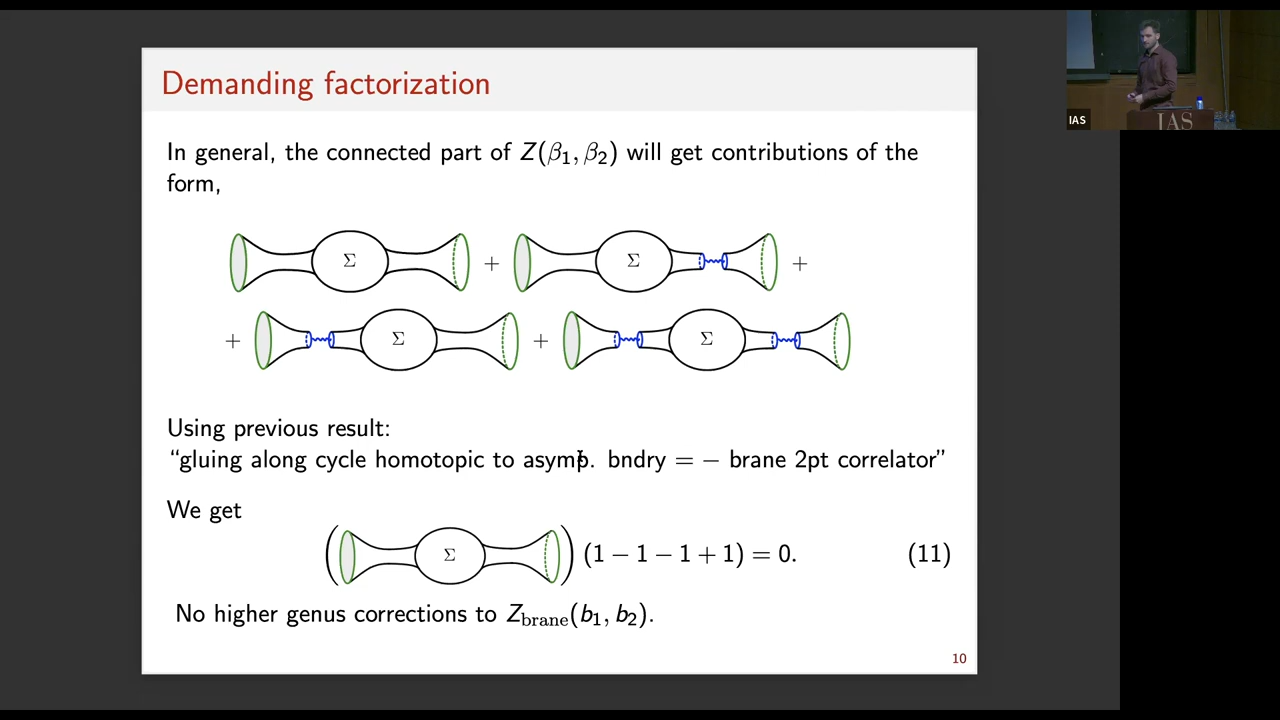 Demanding factorization
In general, the connected part of Z(β₁, β₂) will get contributions of the
form,
Σ + Σ +
+ Σ + Σ
Using previous result:
“gluing along cycle homotopic to asymp. bndry = − brane 2pt correlator”
We get
( Σ ) (1 − 1 − 1 + 1) = 0. (11)
No higher genus corrections to Z_brane(b₁, b₂).
10
IAS
IAS